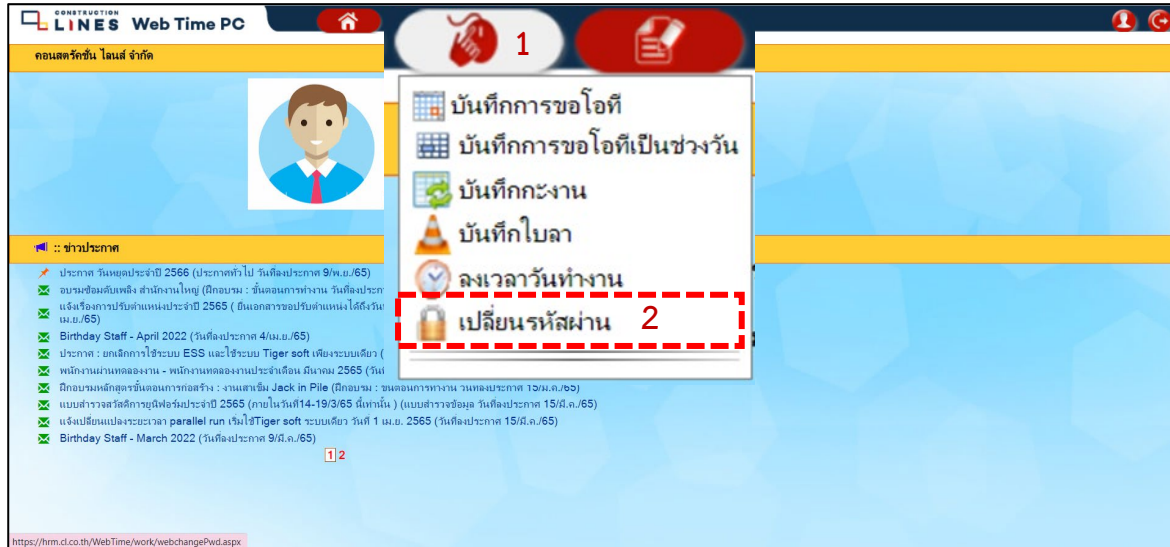 CONSTRUCTION
LINES Web Time PC
1
คอนสตรัคชั่น ไลนส์ จำกัด
บันทึกการขอโอที
บันทึกการขอโอทีเป็นช่วงวัน
บันทึกกะงาน
บันทึกใบลา
ลงเวลาวันทำงาน
เปลี่ยนรหัสผ่าน 2
:: ข่าวประกาศ
ประกาศ วันหยุดประจำปี 2566 (ประกาศทั่วไป วันที่ลงประกาศ 9/พ.ย./65)
อบรมซ้อมดับเพลิง สำนักงานใหญ่ (ฝึกอบรม : ขั้นตอนการทำงาน วันที่ลงประกา
แจ้งเรื่องการปรับตำแหน่งประจำปี 2565 ( ยื่นเอกสารขอปรับตำแหน่งได้ถึงวัน
เม.ย./65)
Birthday Staff - April 2022 (วันที่ลงประกาศ 4/เม.ย./65)
ประกาศ : ยกเลิกการใช้ระบบ ESS และใช้ระบบ Tiger soft เพียงระบบเดียว (
พนักงานผ่านทดลองงาน - พนักงานทดลองงานประจำเดือน มีนาคม 2565 (วันที่
ฝึกอบรมหลักสูตรขั้นตอนการก่อสร้าง : งานเสาเข็ม Jack in Pile (ฝึกอบรม : ขั้นตอนการทำงาน วันที่ลงประกาศ 15/มี.ค./65)
แบบสำรวจสวัสดิการยูนิฟอร์มประจำปี 2565 (ภายในวันที่14-19/3/65 นี้เท่านั้น ) (แบบสำรวจข้อมูล วันที่ลงประกาศ 15/มี.ค./65)
แจ้งเปลี่ยนแปลงระยะเวลา parallel run เริ่มใช้Tiger soft ระบบเดียว วันที่ 1 เม.ย. 2565 (วันที่ลงประกาศ 15/มี.ค./65)
Birthday Staff - March 2022 (วันที่ลงประกาศ 9/มี.ค./65)
1 2
https://hrm.cl.co.th/WebTime/work/webchangePwd.aspx